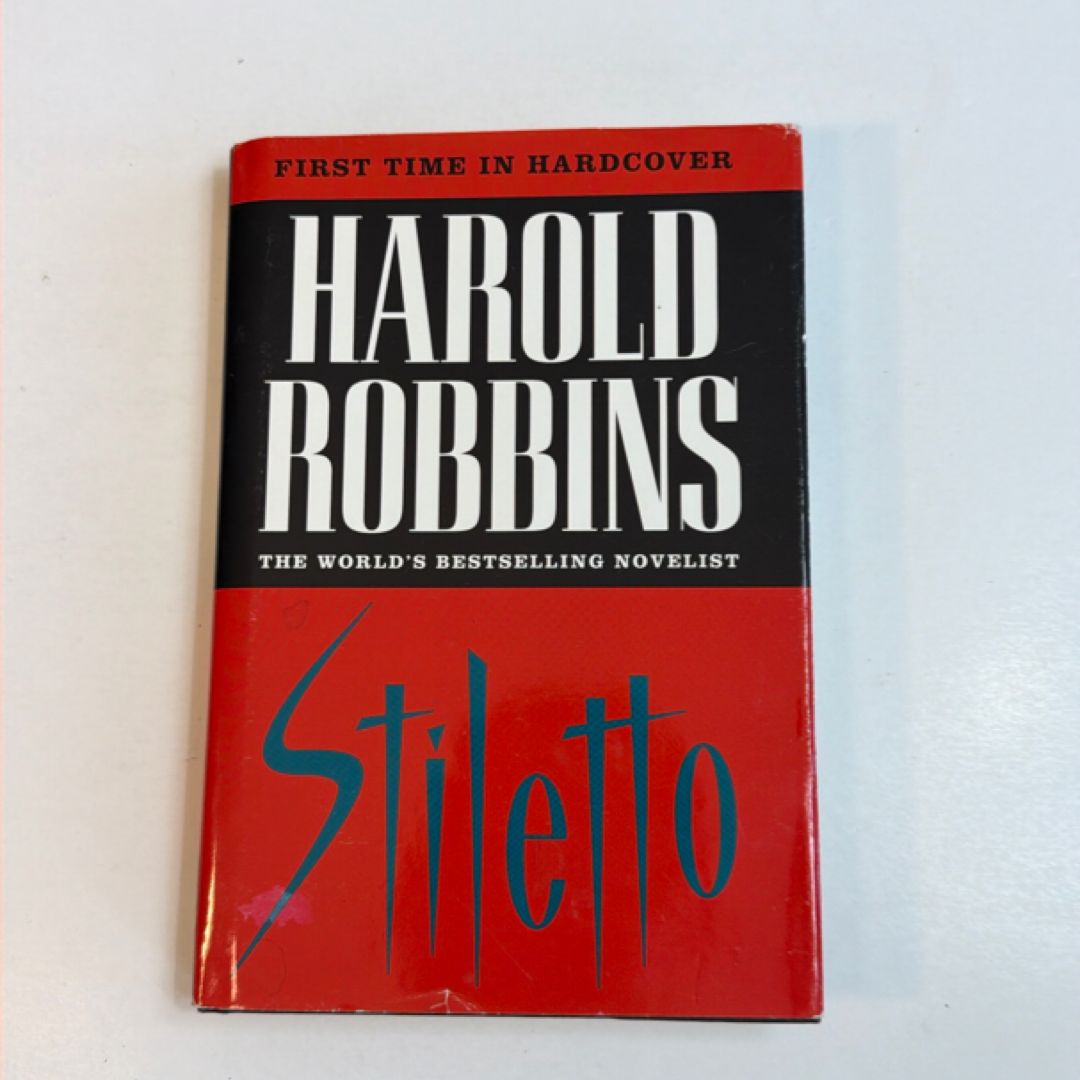 FIRST TIME IN HARDCOVER
HAROLD
ROBBINS
THE WORLD'S BESTSELLING NOVELIST
Stiletto